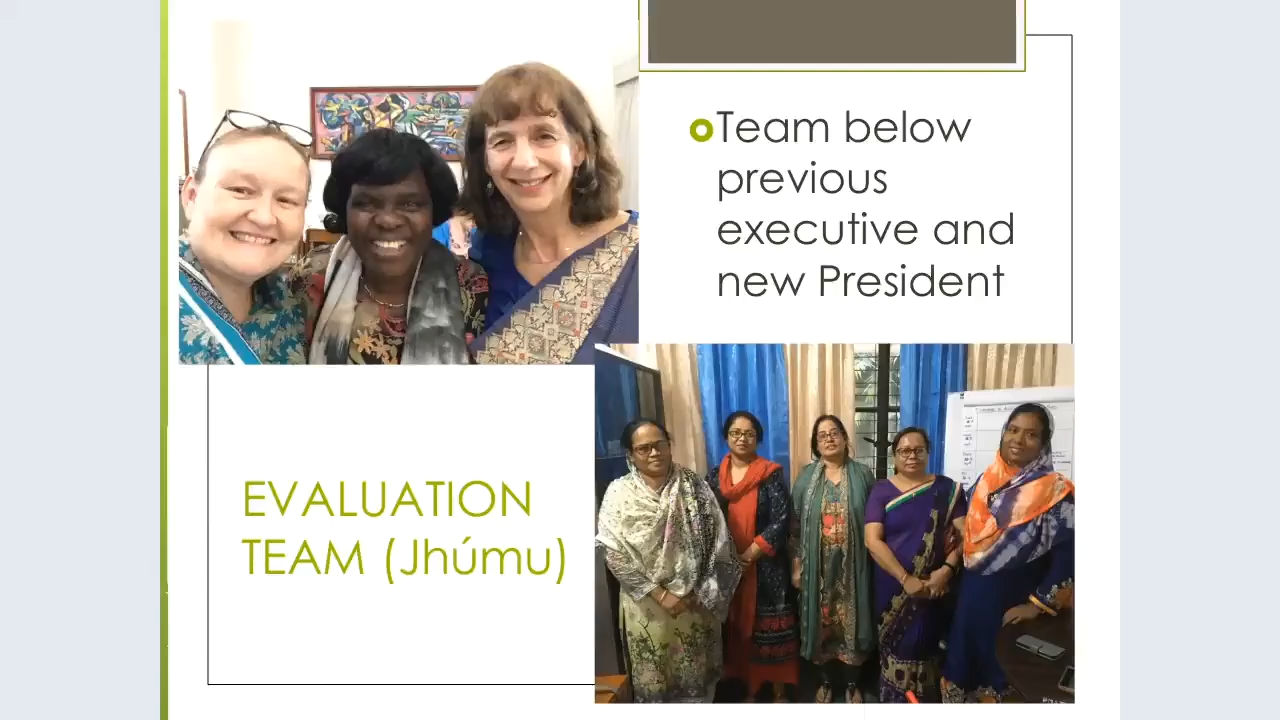 Team below
previous
executive and
new President
EVALUATION
TEAM (Jhúmu)